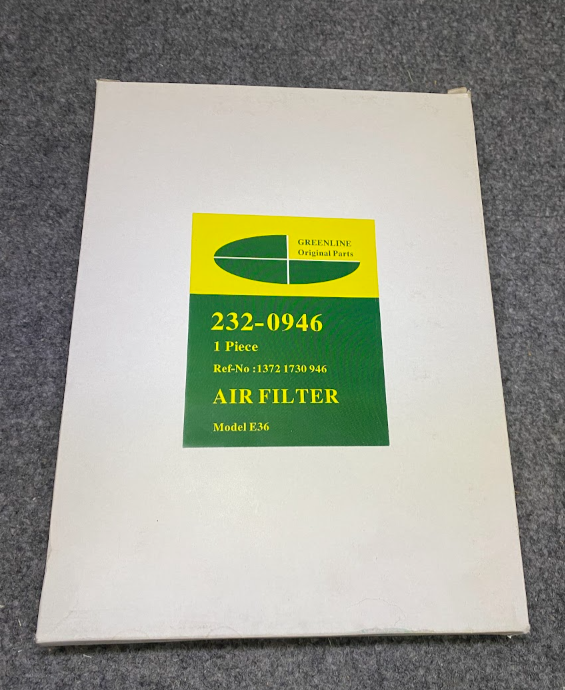 GREENLINE
Original Parts
232-0946
1 Piece
Ref-No :1372 1730 946
AIR FILTER
Model E36